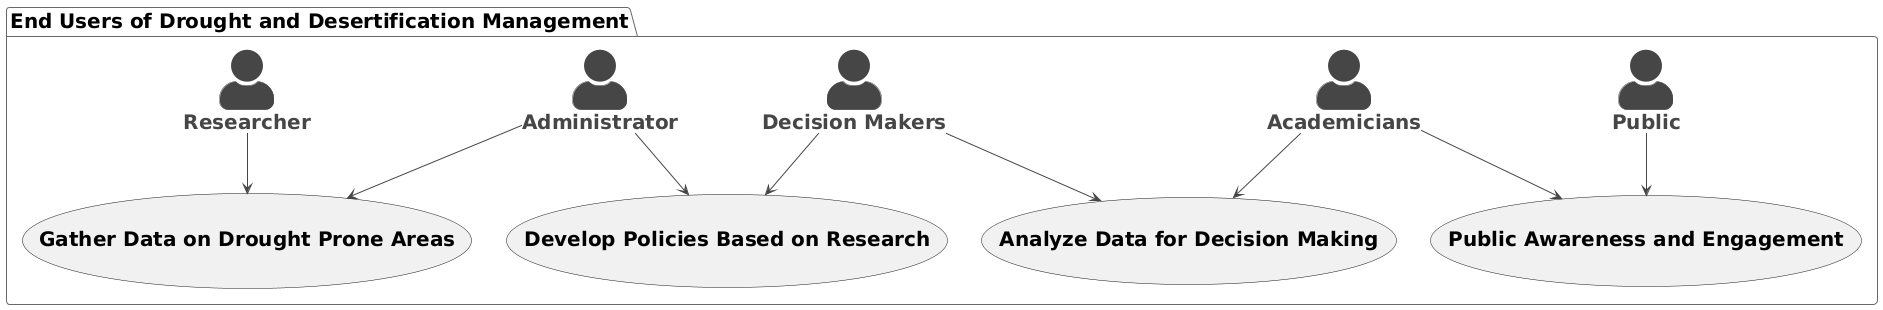 End Users of Drought and Desertification Management
Researcher
Administrator
Decision Makers
Academicians
Public
Gather Data on Drought Prone Areas
Develop Policies Based on Research
Analyze Data for Decision Making
Public Awareness and Engagement